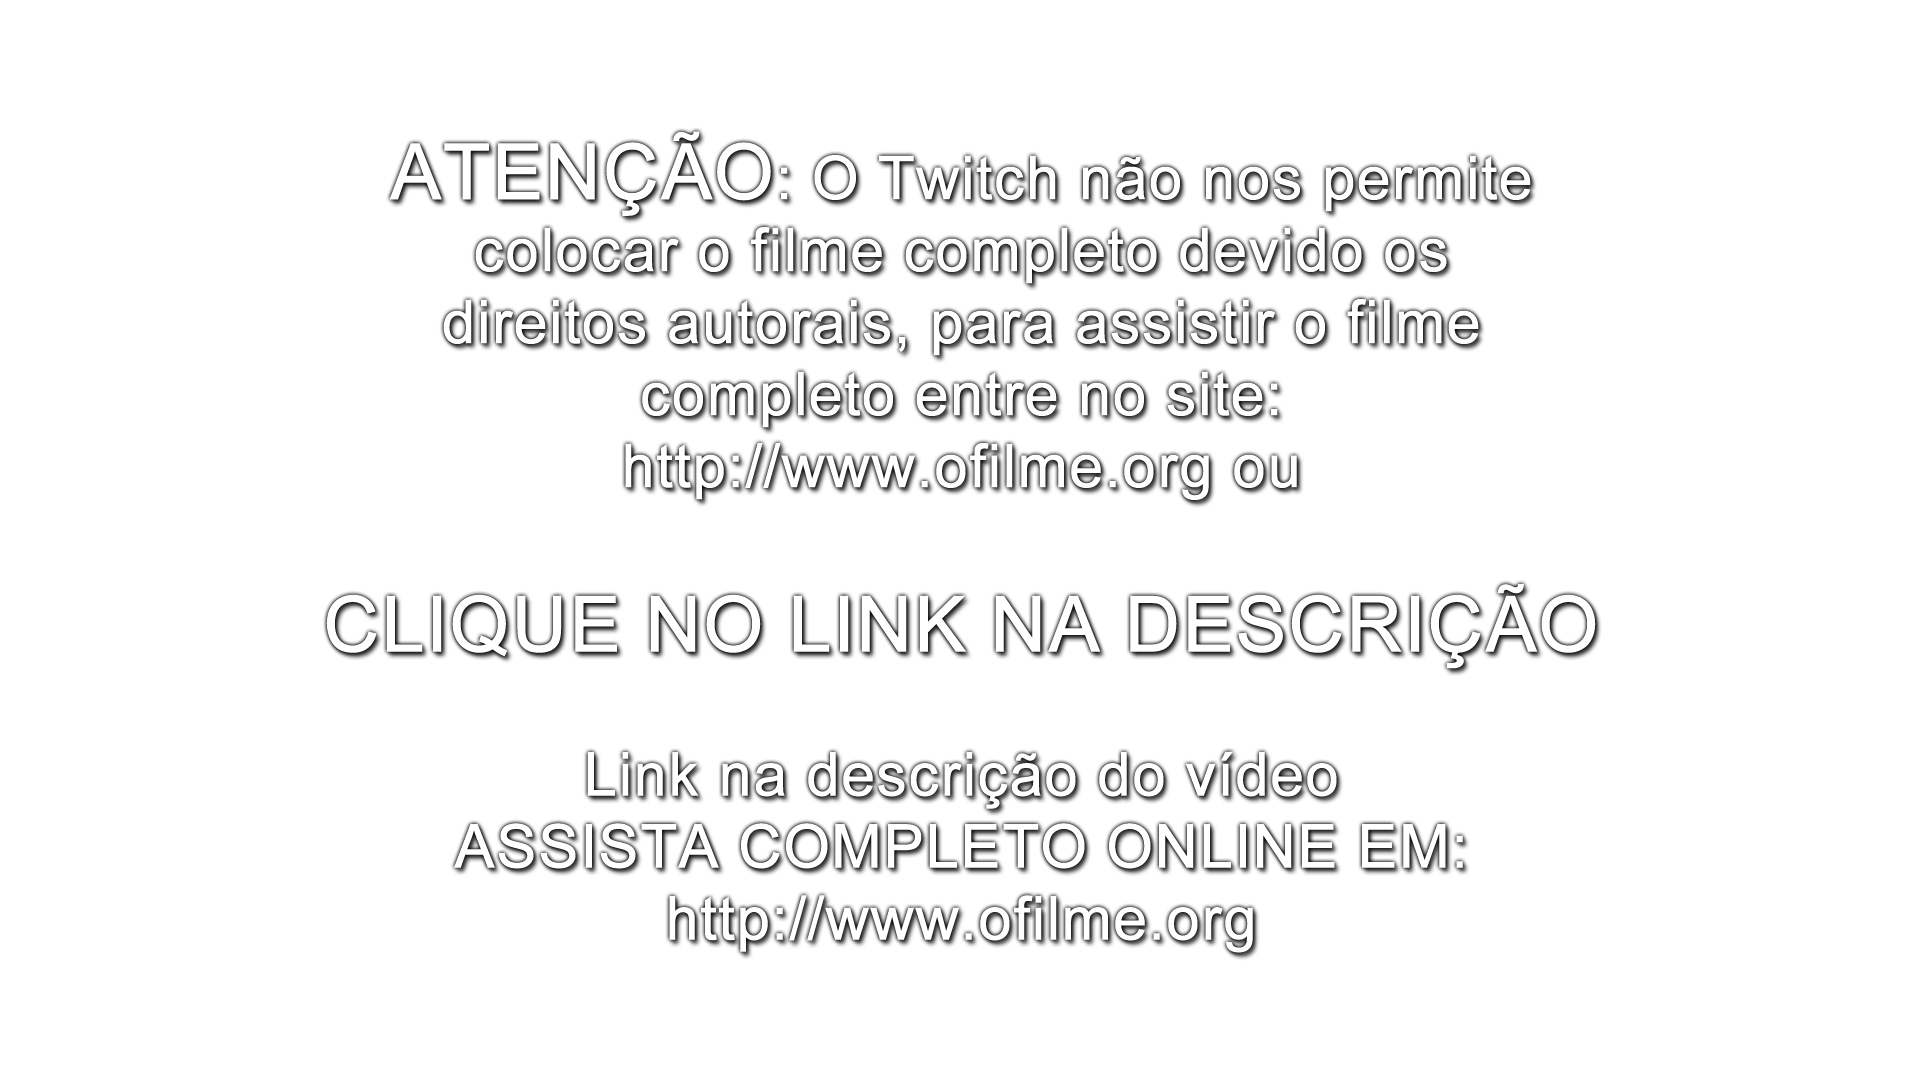 ATENÇÃO: O Twitch não nos permite
colocar o filme completo devido os
direitos autorais, para assistir o filme
completo entre no site:
http://www.ofilme.org ou
CLIQUE NO LINK NA DESCRIÇÃO
Link na descrição do vídeo
ASSISTA COMPLETO ONLINE EM:
http://www.ofilme.org